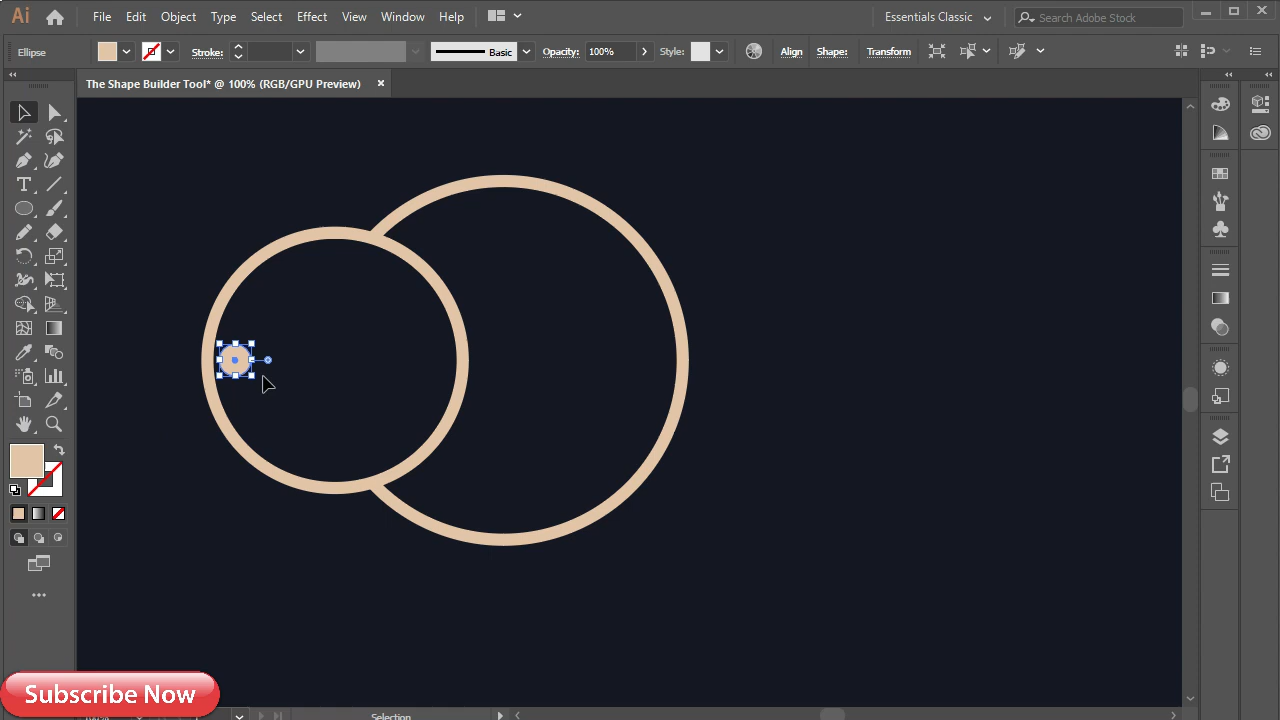 Ai File Edit Object Type Select Effect View Window Help Essentials Classic Search Adobe Stock
Ellipse Stroke: Basic Opacity: 100% Style: Align Shape: Transform
The Shape Builder Tool* @ 100% (RGB/GPU Preview)
Subscribe Now
Selection